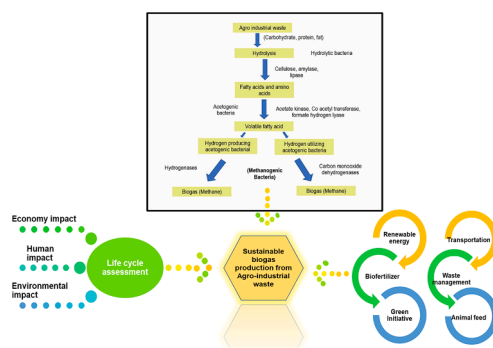 Agro industrial waste
(Carbohydrate, protein, fat)
Hydrolysis
Hydrolytic bacteria
Cellulose, amylase,
lipase
Fatty acids and amino
acids
Acetogenic
bacteria
Acetate kinase, Co acetyl transferase,
formate hydrogen lyase
Volatile fatty acid
Hydrogen producing
acetogenic bacterial
Hydrogen utilizing
acetogenic bacteria
Hydrogenases
(Methanogenic
Bacteria)
Carbon monooxide
dehydrogenases
Biogas (Methane)
Biogas (Methane)
Economy impact
Human
impact
Environmental
impact
Life cycle
assessment
Sustainable
biogas
production from
Agro-industrial
waste
Renewable
energy
Biofertilizer
Green
Initiative
Transportation
Waste
management
Animal feed